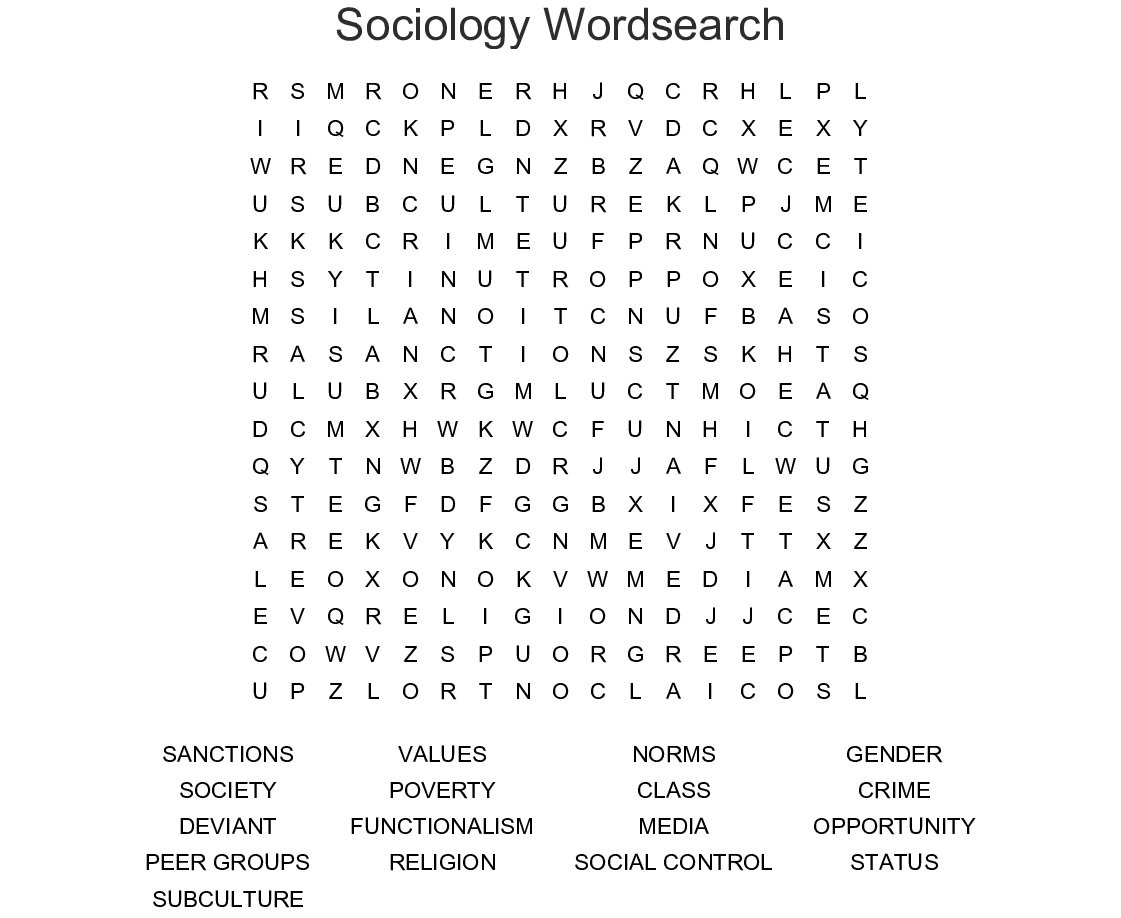 Sociology Wordsearch
R S M R O N E R H J Q C R H L P L
I I Q C K P L D X R V D C X E X Y
W R E D N E G N Z B Z A Q W C E T
U S U B C U L T U R E K L P J M E
K K K C R I M E U F P R N U C C I
H S Y T I N U T R O P P O X E I C
M S I L A N O I T C N U F B A S O
R A S A N C T I O N S Z S K H T S
U L U B X R G M L U C T M O E A Q
D C M X H W K W C F U N H I C T H
Q Y T N W B Z D R J J A F L W U G
S T E G F D F G G B X I X F E S Z
A R E K V Y K C N M E V J T T X Z
L E O X O N O K V W M E D I A M X
E V Q R E L I G I O N D J J C E C
C O W V Z S P U O R G R E E P T B
U P Z L O R T N O C L A I C O S L
SANCTIONS VALUES NORMS GENDER
SOCIETY POVERTY CLASS CRIME
DEVIANT FUNCTIONALISM MEDIA OPPORTUNITY
PEER GROUPS RELIGION SOCIAL CONTROL STATUS
SUBCULTURE